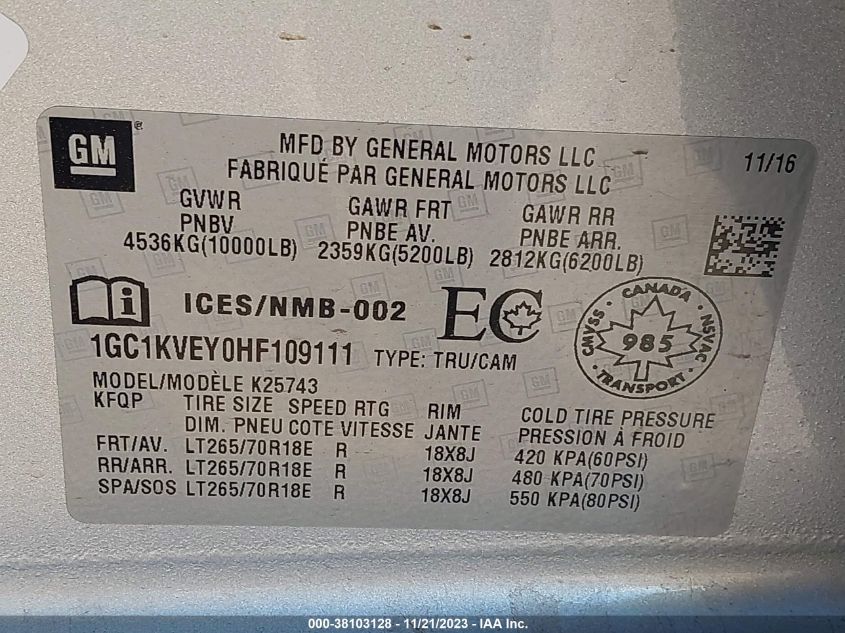 GM ®
MFD BY GENERAL MOTORS LLC
FABRIQUÉ PAR GENERAL MOTORS LLC
11/16
GVWR GAWR FRT GAWR RR
PNBV PNBE AV. PNBE ARR.
4536KG(10000LB) 2359KG(5200LB) 2812KG(6200LB)
i ICES/NMB-002 EC
CANADA CMVSS NSVAC 985 TRANSPORT
1GC1KVEY0HF109111 TYPE: TRU/CAM
MODEL/MODÈLE K25743
KFQP TIRE SIZE SPEED RTG RIM COLD TIRE PRESSURE
DIM. PNEU COTE VITESSE JANTE PRESSION À FROID
FRT/AV. LT265/70R18E R 18X8J 420 KPA(60PSI)
RR/ARR. LT265/70R18E R 18X8J 480 KPA(70PSI)
SPA/SOS LT265/70R18E R 18X8J 550 KPA(80PSI)
000-38103128 - 11/21/2023 - IAA Inc.